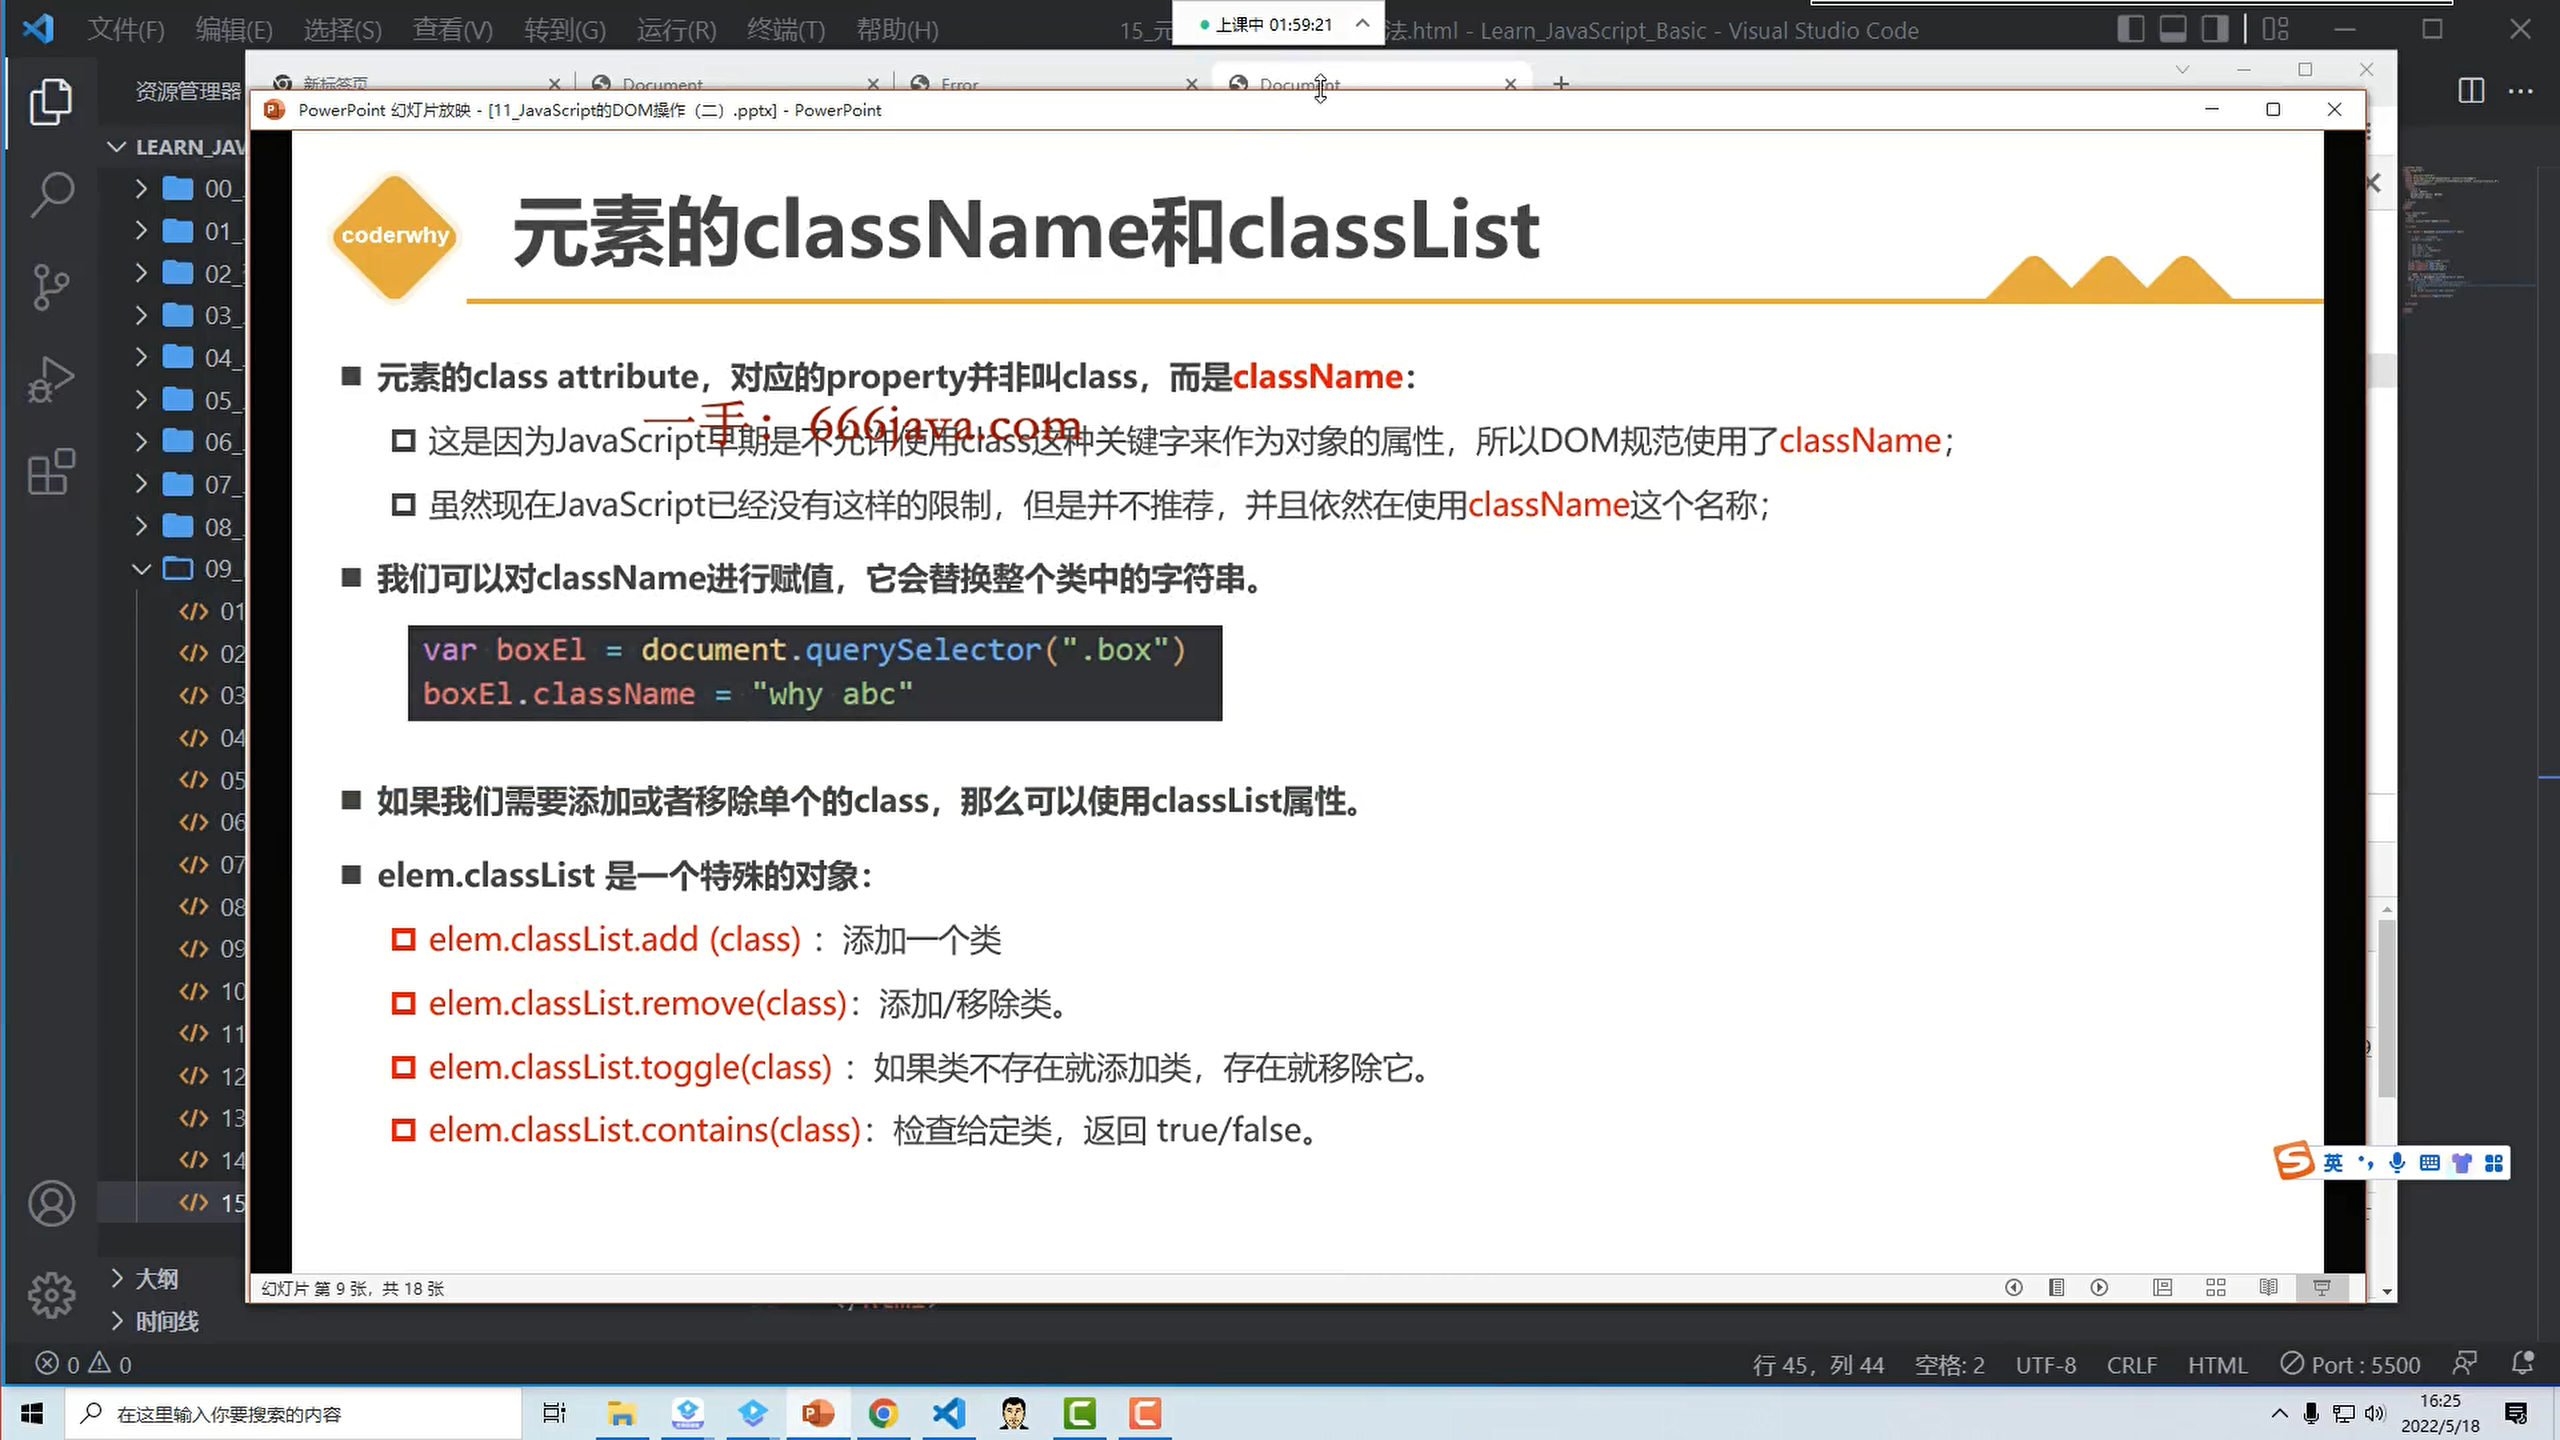 文件(F) 编辑(E) 选择(S) 查看(V) 转到(G) 运行(R) 终端(T) 帮助(H)
15_元
上课中 01:59:21
法.html - Learn_JavaScript_Basic - Visual Studio Code
资源管理器
新标签页
Document
Error
Document
PowerPoint 幻灯片放映 - [11_JavaScript的DOM操作（二）.pptx] - PowerPoint
LEARN_JAV
00_
01_
02_
03_
04_
05_
06_
07_
08_
09_
01
02
03
04
05
06
07
08
09
10
11
12
13
14
15
大纲
时间线
coderwhy
元素的className和classList
元素的class attribute，对应的property并非叫class，而是className：
一手：666java.com
这是因为JavaScript早期是不允许使用class这种关键字来作为对象的属性，所以DOM规范使用了className；
虽然现在JavaScript已经没有这样的限制，但是并不推荐，并且依然在使用className这个名称；
我们可以对className进行赋值，它会替换整个类中的字符串。
var boxEl = document.querySelector(".box")
boxEl.className = "why abc"
如果我们需要添加或者移除单个的class，那么可以使用classList属性。
elem.classList 是一个特殊的对象：
elem.classList.add (class) ：添加一个类
elem.classList.remove(class)：添加/移除类。
elem.classList.toggle(class) ：如果类不存在就添加类，存在就移除它。
elem.classList.contains(class)：检查给定类，返回 true/false。
英
幻灯片 第 9 张，共 18 张
0 0
行 45，列 44 空格: 2 UTF-8 CRLF HTML Port : 5500
在这里输入你要搜索的内容
16:25
2022/5/18